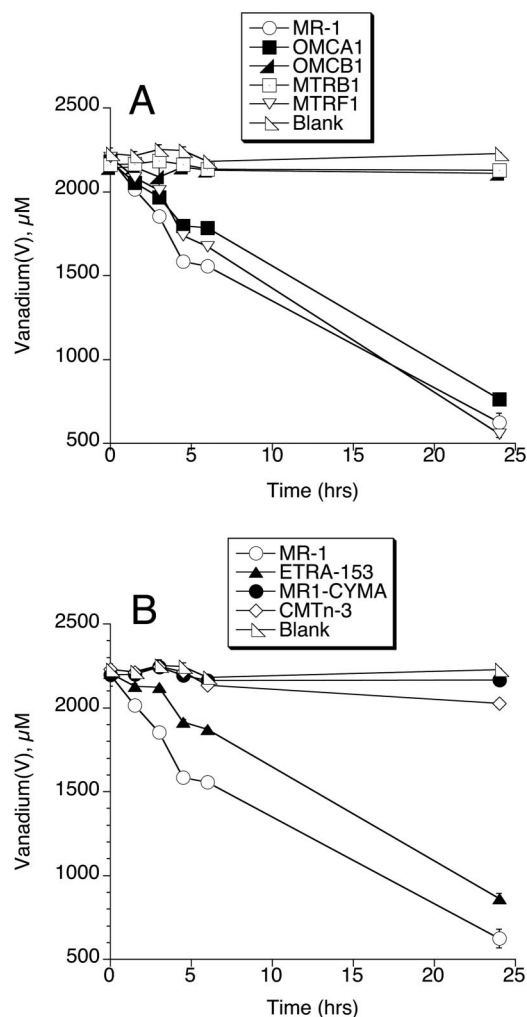 MR-1
OMCA1
OMCB1
MTRB1
MTRF1
Blank
A
2500
2000
1500
1000
500
Vanadium(V), µM
0 5 10 15 20 25
Time (hrs)
MR-1
ETRA-153
MR1-CYMA
CMTn-3
Blank
B
2500
2000
1500
1000
500
Vanadium(V), µM
0 5 10 15 20 25
Time (hrs)